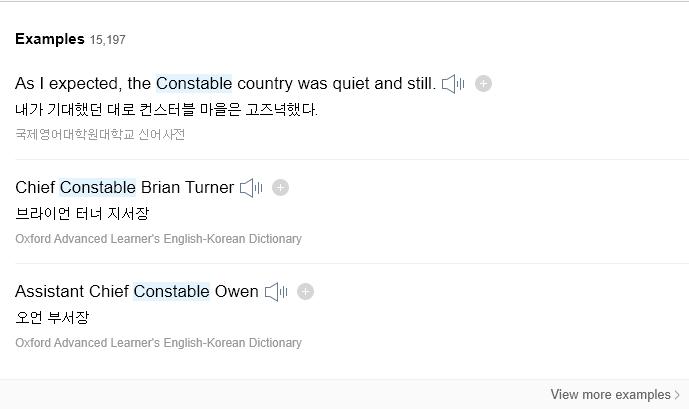 Examples 15,197
As I expected, the Constable country was quiet and still.
내가 기대했던 대로 컨스터블 마을은 고즈넉했다.
국제영어대학원대학교 신어사전
Chief Constable Brian Turner
브라이언 터너 지서장
Oxford Advanced Learner's English-Korean Dictionary
Assistant Chief Constable Owen
오언 부서장
Oxford Advanced Learner's English-Korean Dictionary
View more examples